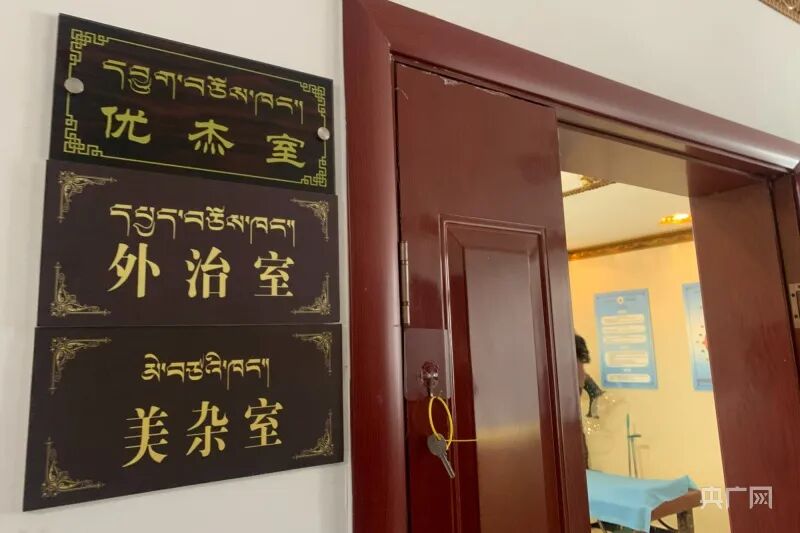 དབྱུག་བཅོས་ཁང་།
优杰室
དཔྱད་བཅོས་ཁང་།
外治室
མེ་བཙའི་ཁང་།
美杂室
央广网